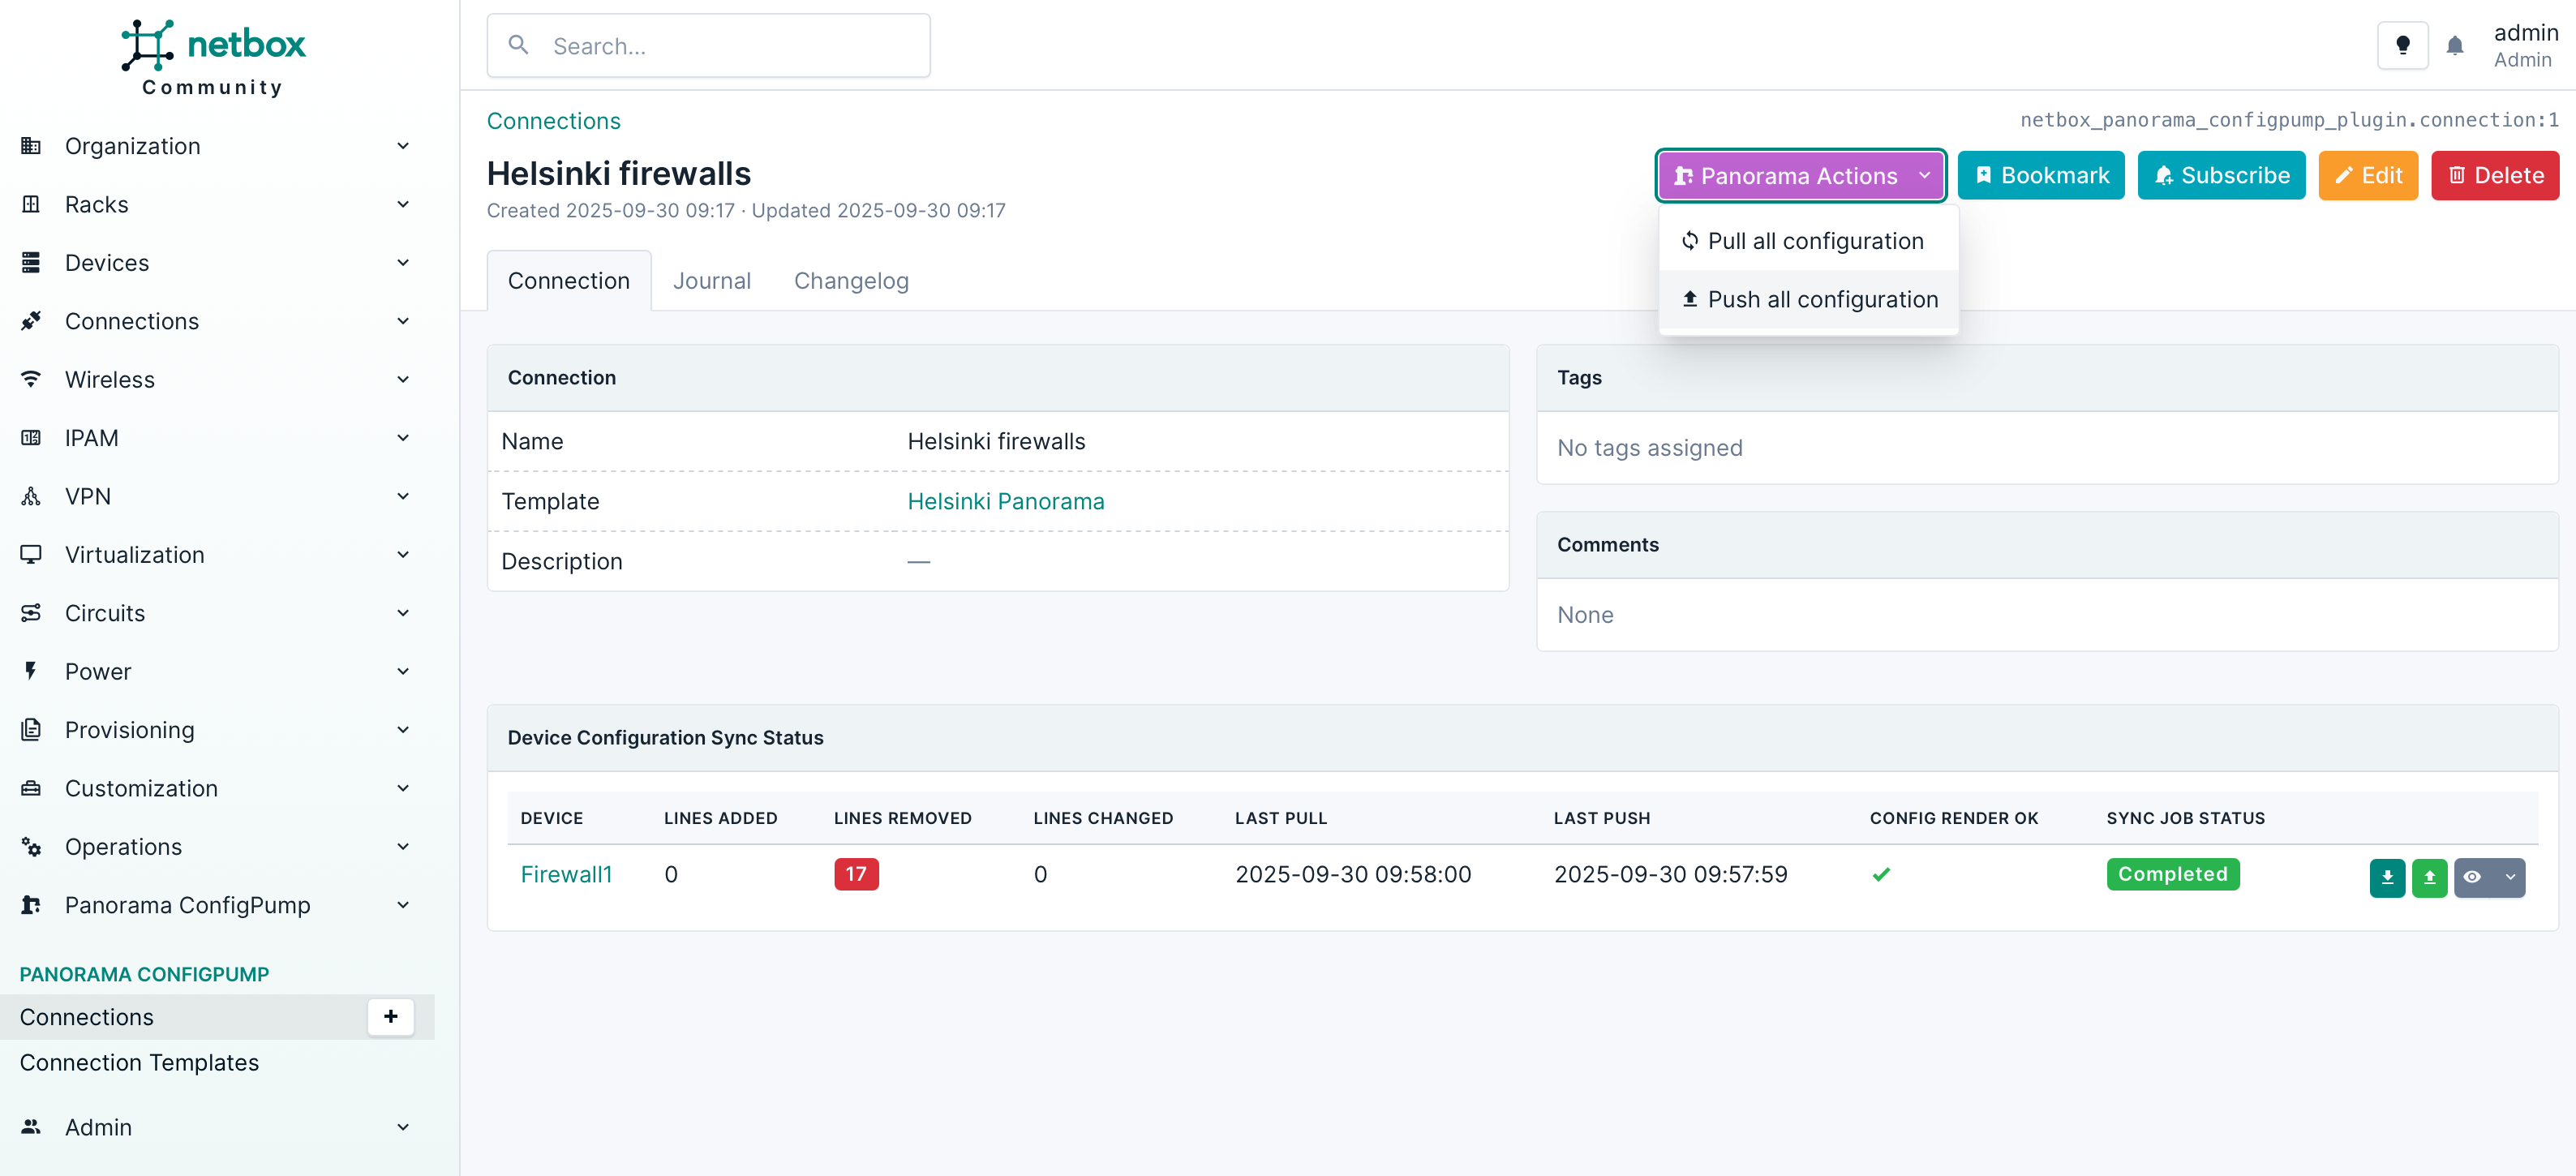 netbox
Community
Search...
admin
Admin
Organization
Racks
Devices
Connections
Wireless
IPAM
VPN
Virtualization
Circuits
Power
Provisioning
Customization
Operations
Panorama ConfigPump
PANORAMA CONFIGPUMP
Connections
+
Connection Templates
Admin
Connections
netbox_panorama_configpump_plugin.connection:1
Helsinki firewalls
Created 2025-09-30 09:17 · Updated 2025-09-30 09:17
Panorama Actions
Bookmark
Subscribe
Edit
Delete
Pull all configuration
Push all configuration
Connection Journal Changelog
Connection
Name Helsinki firewalls
Template Helsinki Panorama
Description —
Tags
No tags assigned
Comments
None
Device Configuration Sync Status
DEVICE LINES ADDED LINES REMOVED LINES CHANGED LAST PULL LAST PUSH CONFIG RENDER OK SYNC JOB STATUS
Firewall1 0 17 0 2025-09-30 09:58:00 2025-09-30 09:57:59 Completed